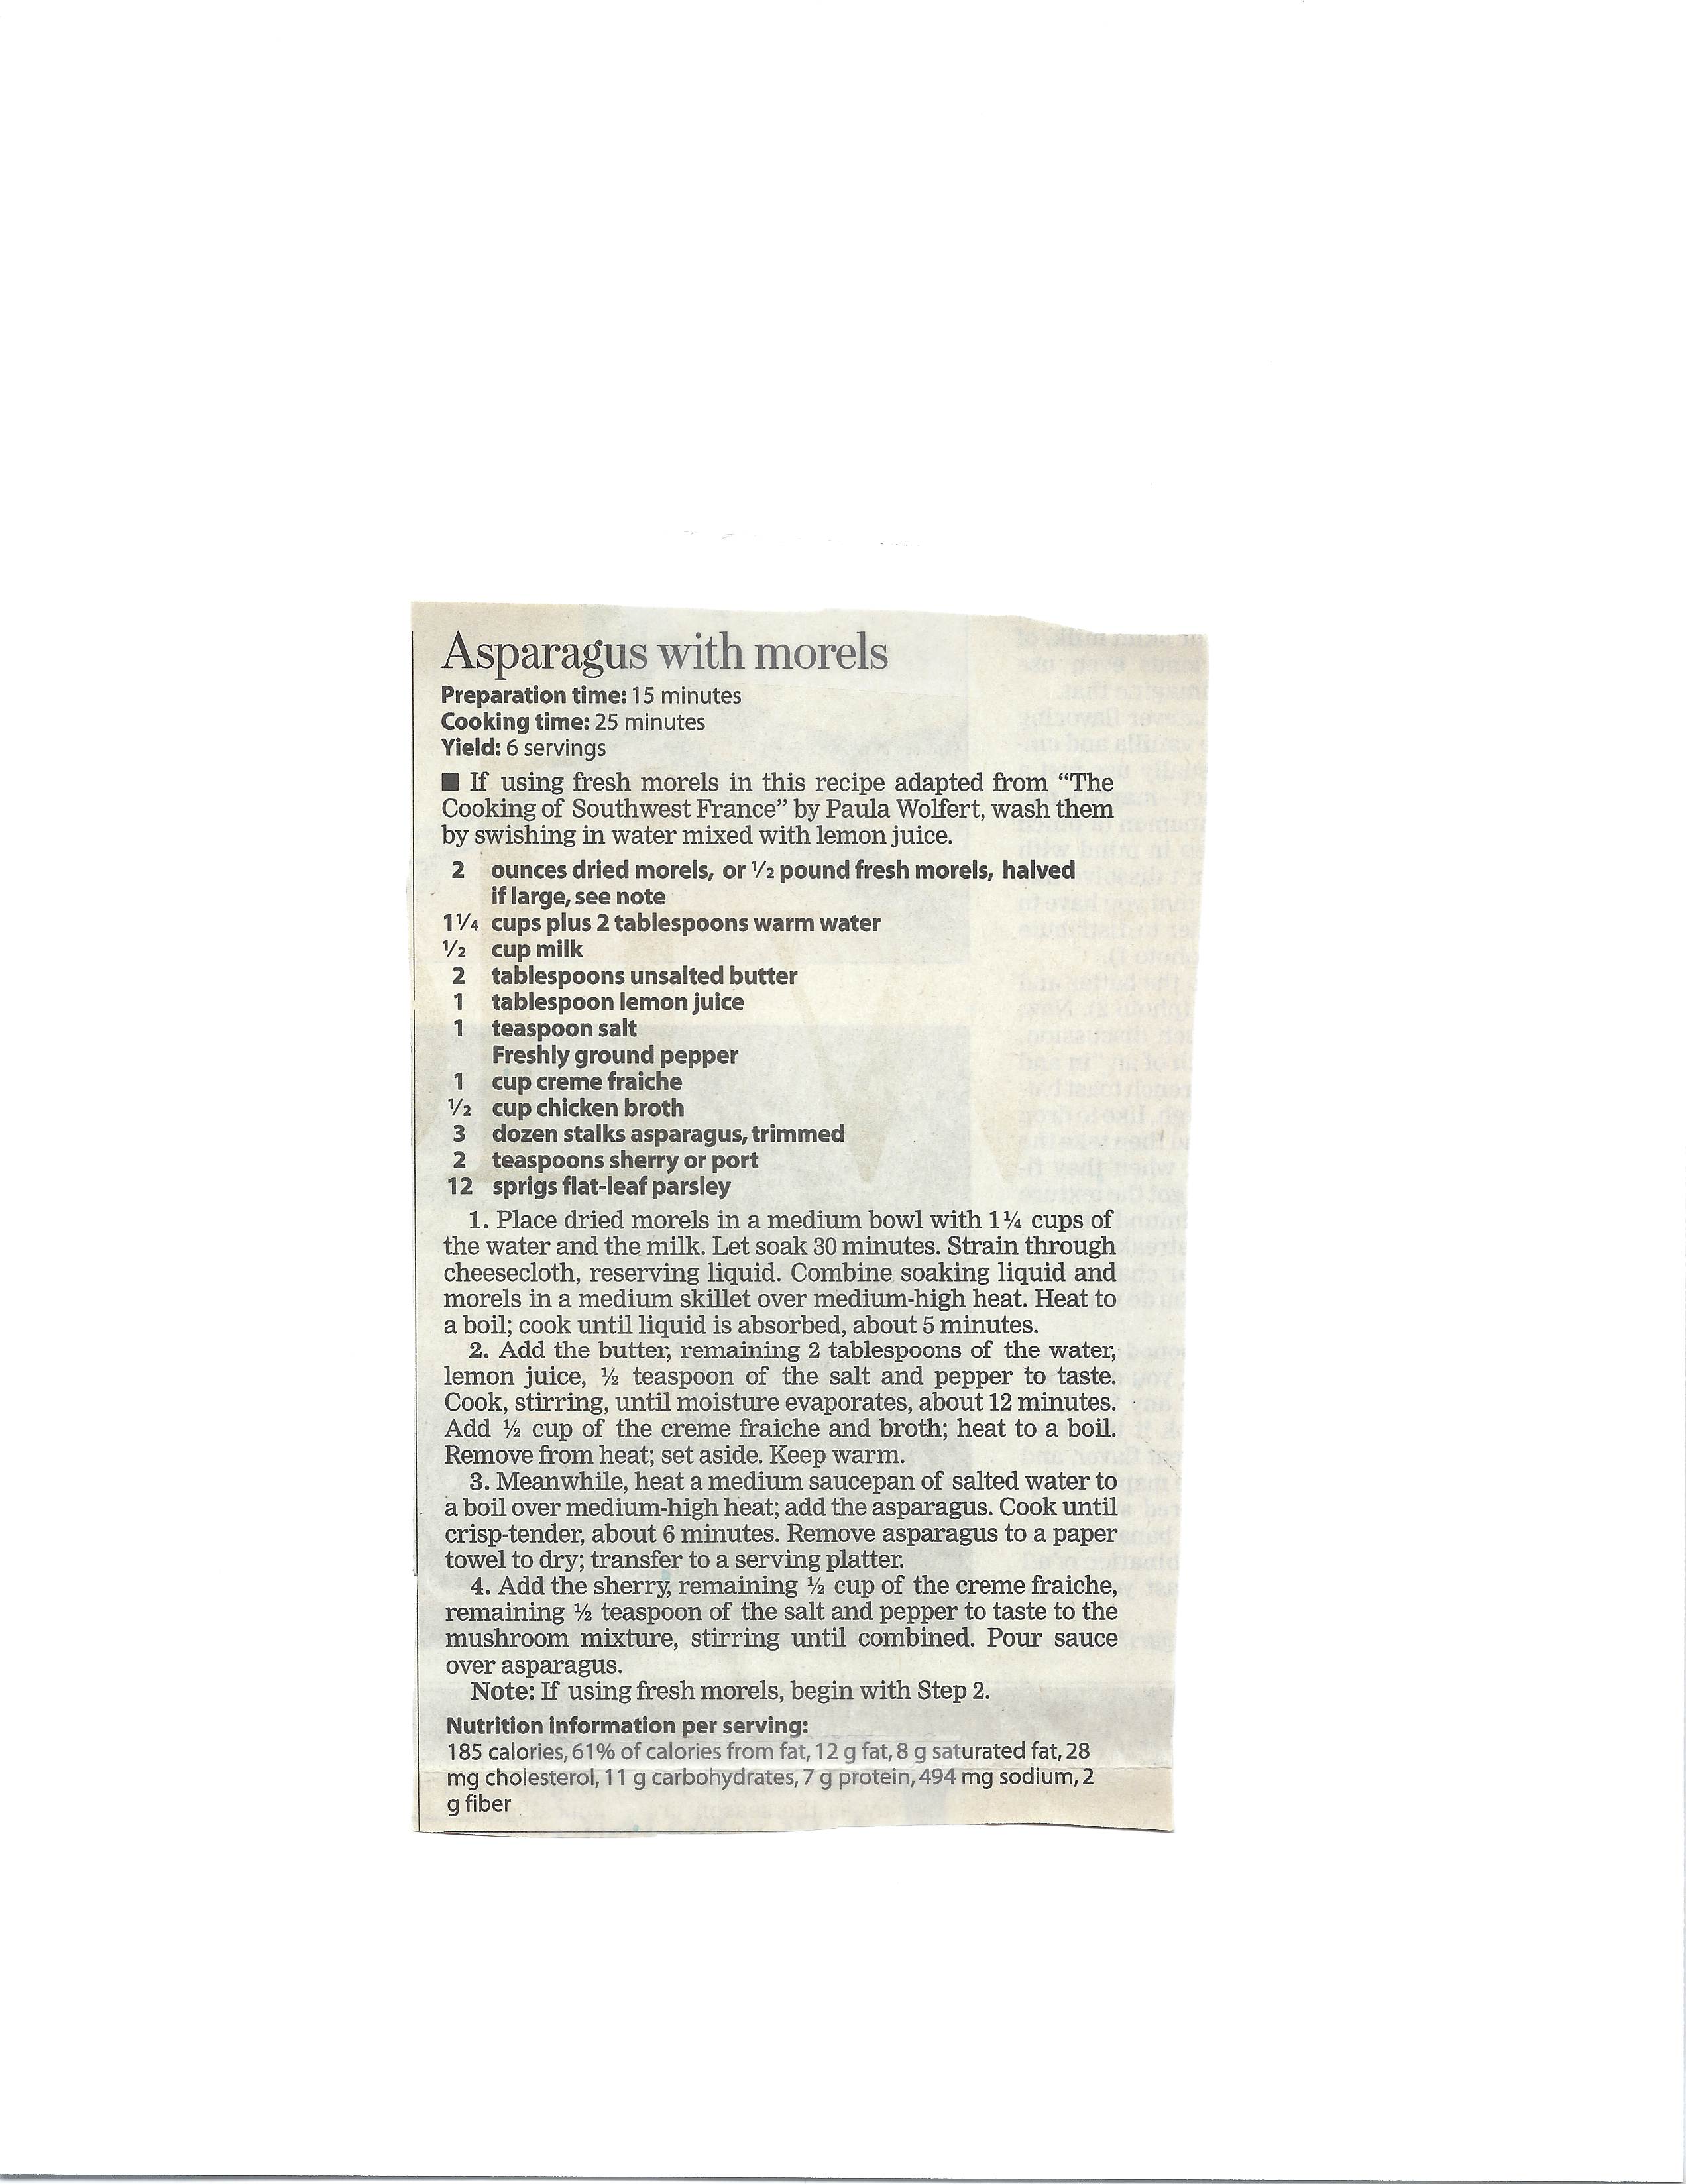 Asparagus with morels
Preparation time: 15 minutes
Cooking time: 25 minutes
Yield: 6 servings
■ If using fresh morels in this recipe adapted from “The
Cooking of Southwest France” by Paula Wolfert, wash them
by swishing in water mixed with lemon juice.
2 ounces dried morels, or ½ pound fresh morels, halved
if large, see note
1¼ cups plus 2 tablespoons warm water
½ cup milk
2 tablespoons unsalted butter
1 tablespoon lemon juice
1 teaspoon salt
Freshly ground pepper
1 cup creme fraiche
½ cup chicken broth
3 dozen stalks asparagus, trimmed
2 teaspoons sherry or port
12 sprigs flat-leaf parsley
1. Place dried morels in a medium bowl with 1¼ cups of
the water and the milk. Let soak 30 minutes. Strain through
cheesecloth, reserving liquid. Combine soaking liquid and
morels in a medium skillet over medium-high heat. Heat to
a boil; cook until liquid is absorbed, about 5 minutes.
2. Add the butter, remaining 2 tablespoons of the water,
lemon juice, ½ teaspoon of the salt and pepper to taste.
Cook, stirring, until moisture evaporates, about 12 minutes.
Add ½ cup of the creme fraiche and broth; heat to a boil.
Remove from heat; set aside. Keep warm.
3. Meanwhile, heat a medium saucepan of salted water to
a boil over medium-high heat; add the asparagus. Cook until
crisp-tender, about 6 minutes. Remove asparagus to a paper
towel to dry; transfer to a serving platter.
4. Add the sherry, remaining ½ cup of the creme fraiche,
remaining ½ teaspoon of the salt and pepper to taste to the
mushroom mixture, stirring until combined. Pour sauce
over asparagus.
Note: If using fresh morels, begin with Step 2.
Nutrition information per serving:
185 calories, 61% of calories from fat, 12 g fat, 8 g saturated fat, 28
mg cholesterol, 11 g carbohydrates, 7 g protein, 494 mg sodium, 2
g fiber